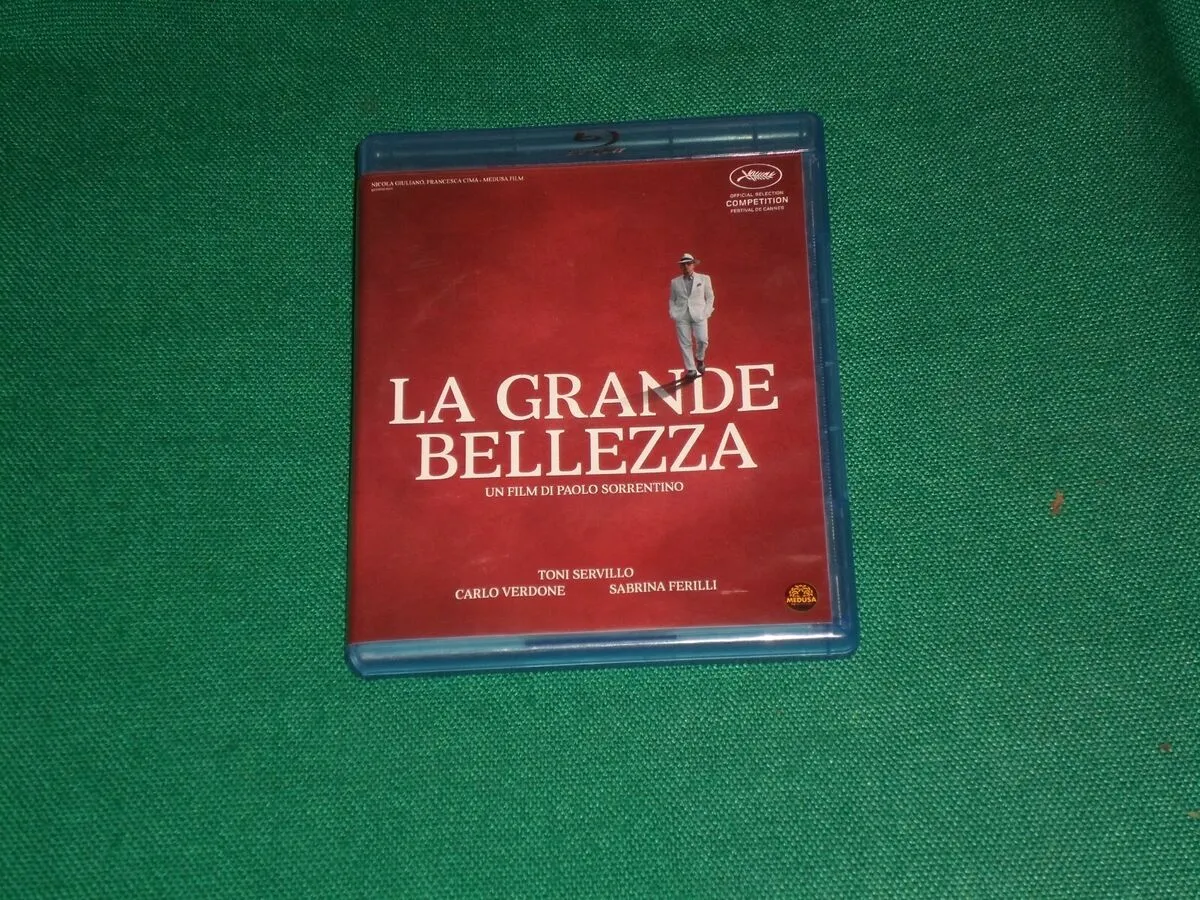 NICOLA GIULIANO, FRANCESCA CIMA - MEDUSA FILM
OFFICIAL SELECTION
COMPETITION
FESTIVAL DE CANNES
LA GRANDE
BELLEZZA
UN FILM DI PAOLO SORRENTINO
TONI SERVILLO
CARLO VERDONE SABRINA FERILLI
MEDUSA